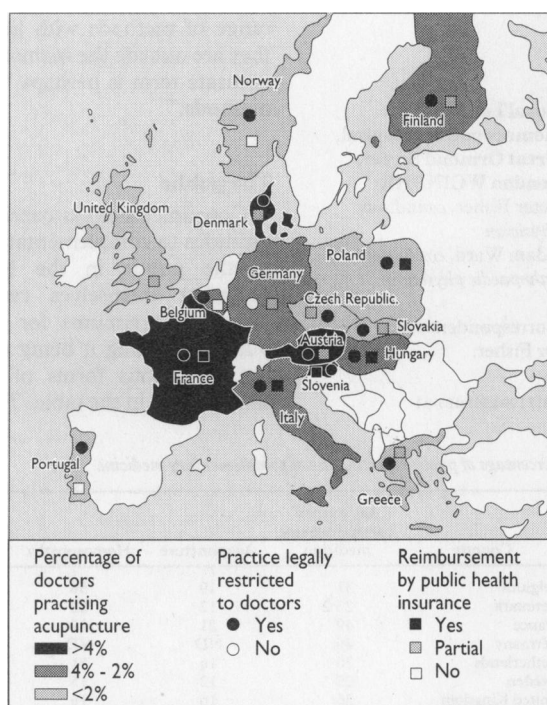 Norway
Finland
United Kingdom
Denmark
Poland
Germany
Czech Republic.
Belgium
Slovakia
Austria
Hungary
France
Slovenia
Italy
Portugal
Greece
Percentage of
doctors
practising
acupuncture
>4%
4% - 2%
<2%
Practice legally
restricted
to doctors
Yes
No
Reimbursement
by public health
insurance
Yes
Partial
No